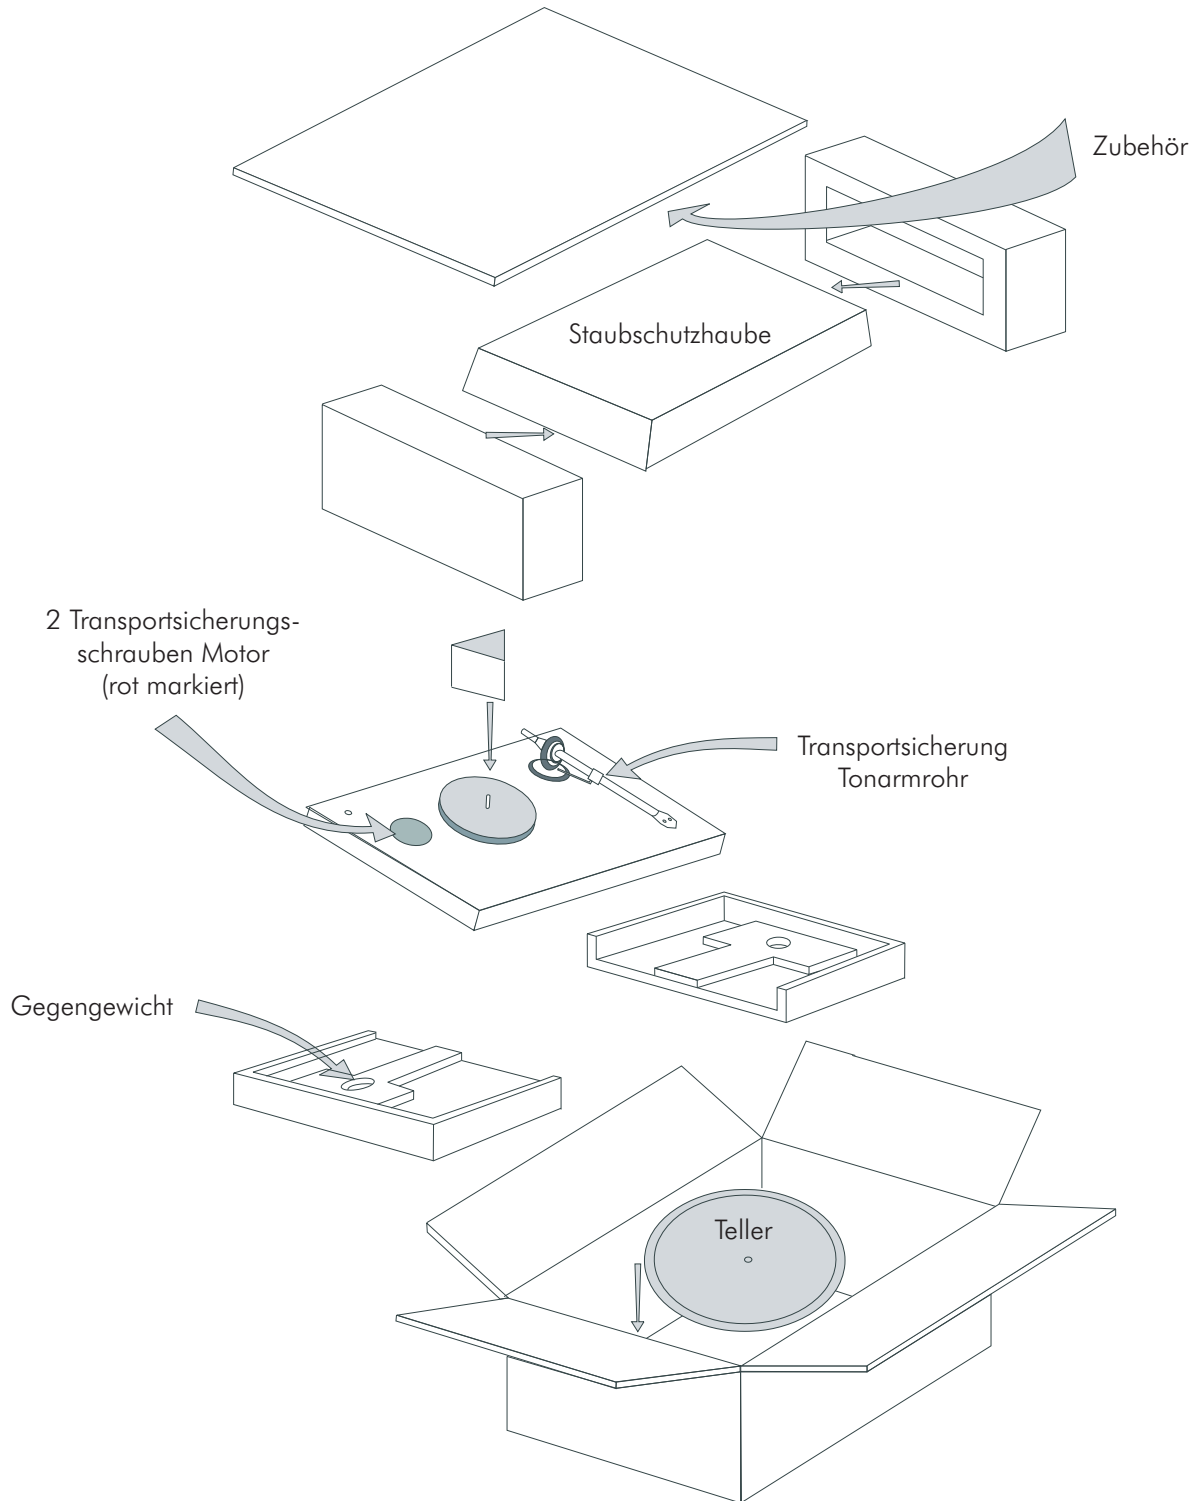 Zubehör
Staubschutzhaube
2 Transportsicherungs-
schrauben Motor
(rot markiert)
Transportsicherung
Tonarmrohr
Gegengewicht
Teller